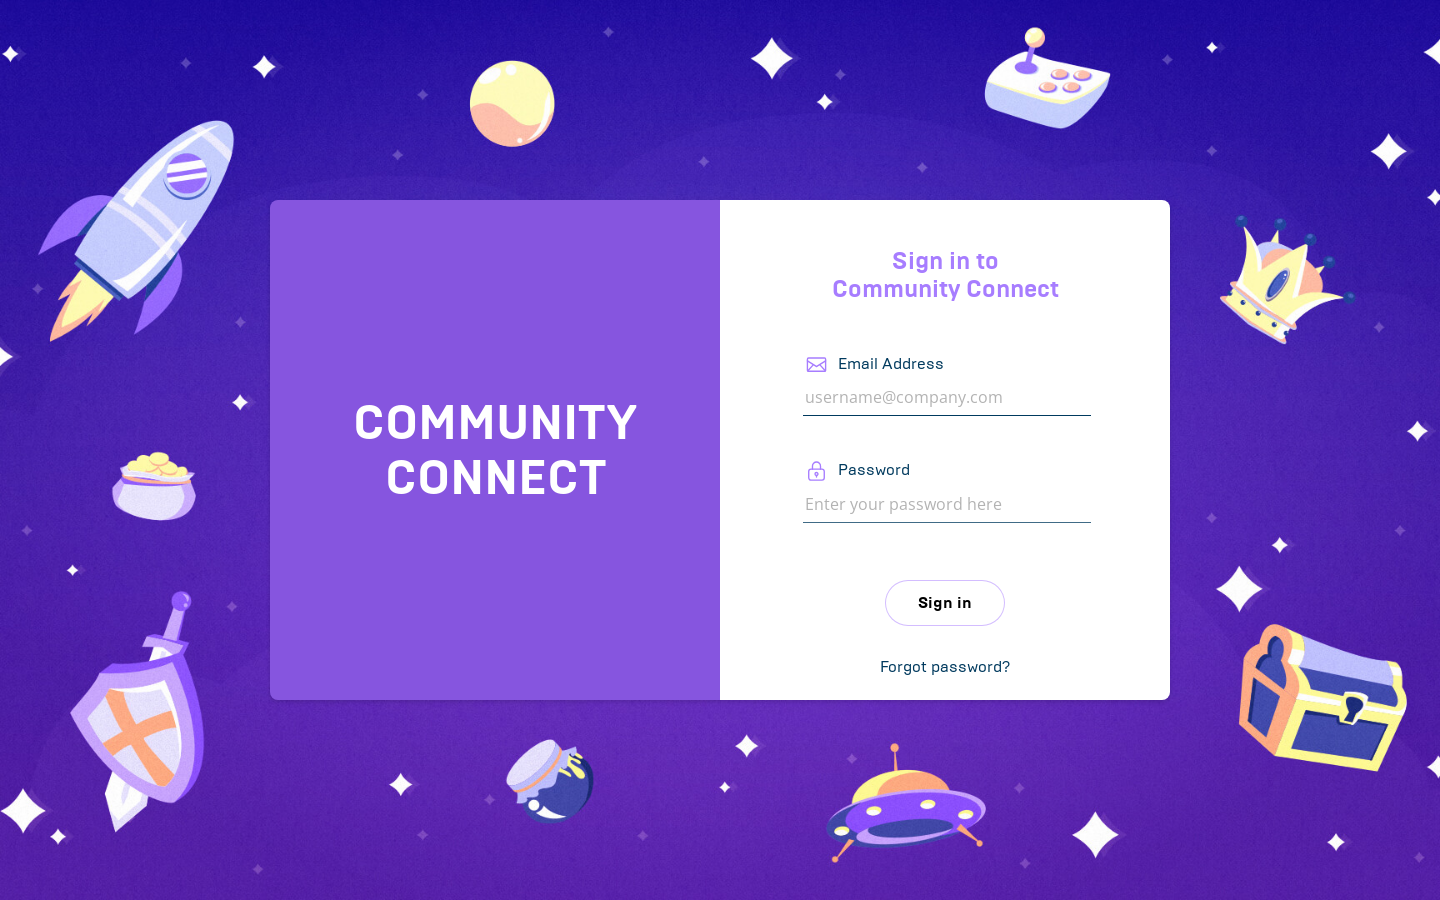 COMMUNITY
CONNECT
Sign in to
Community Connect
Email Address
username@company.com
Password
Enter your password here
Sign in
Forgot password?